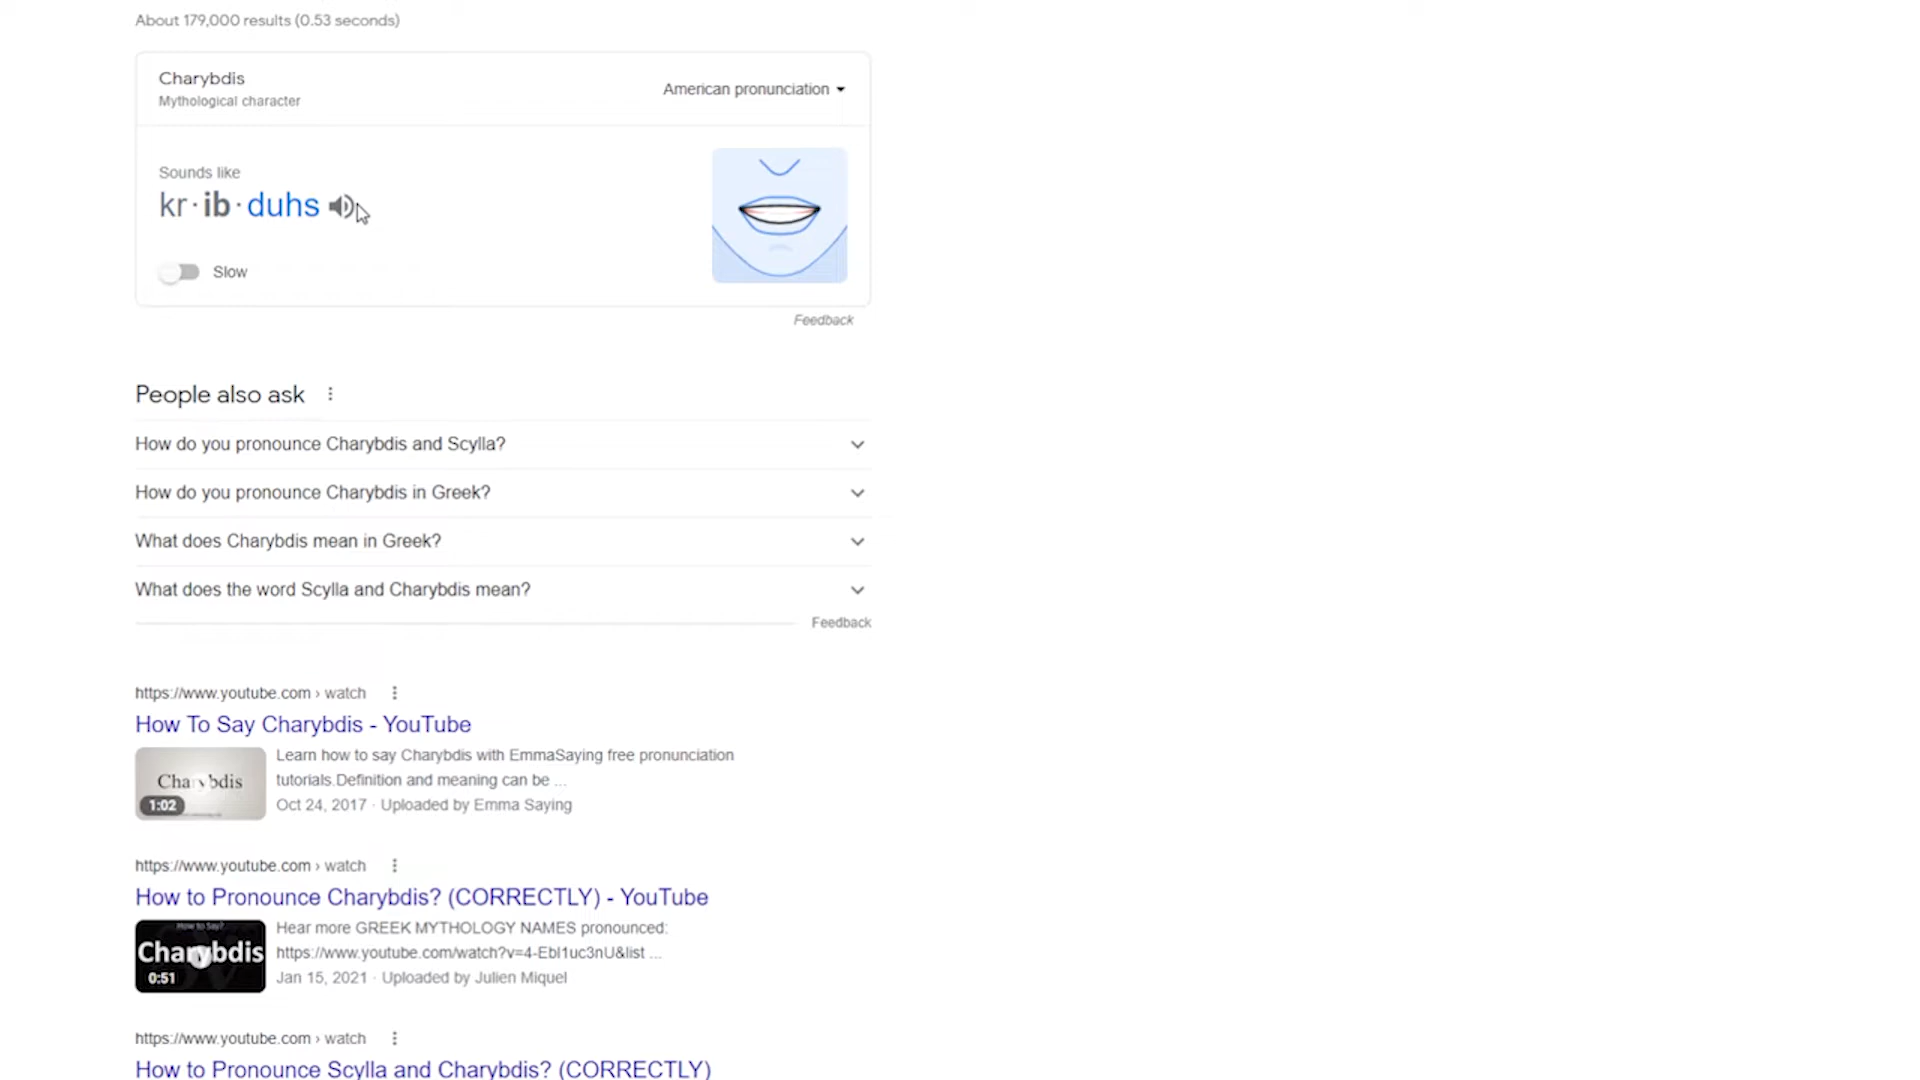 About 179,000 results (0.53 seconds)
Charybdis
Mythological character
American pronunciation
Sounds like
kr·ib·duhs
Slow
Feedback
People also ask
How do you pronounce Charybdis and Scylla?
How do you pronounce Charybdis in Greek?
What does Charybdis mean in Greek?
What does the word Scylla and Charybdis mean?
Feedback
https://www.youtube.com › watch
How To Say Charybdis - YouTube
Charybdis
1:02
Learn how to say Charybdis with EmmaSaying free pronunciation
tutorials.Definition and meaning can be ...
Oct 24, 2017 · Uploaded by Emma Saying
https://www.youtube.com › watch
How to Pronounce Charybdis? (CORRECTLY) - YouTube
How to Say?
Charybdis
0:51
Hear more GREEK MYTHOLOGY NAMES pronounced:
https://www.youtube.com/watch?v=4-Ebl1uc3nU&list ...
Jan 15, 2021 · Uploaded by Julien Miquel
https://www.youtube.com › watch
How to Pronounce Scylla and Charybdis? (CORRECTLY)